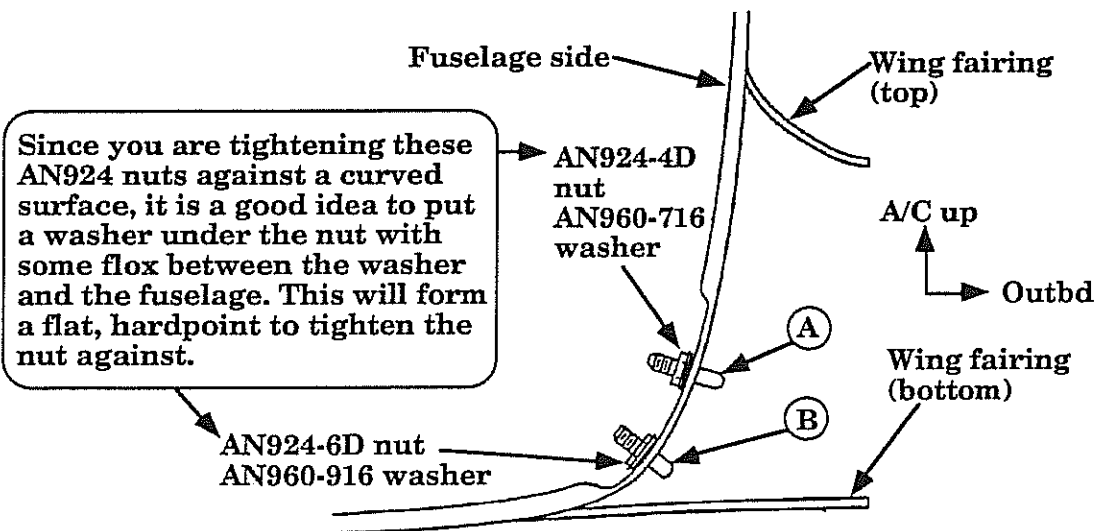 Fuselage side
Wing fairing
(top)
Since you are tightening these
AN924 nuts against a curved
surface, it is a good idea to put
a washer under the nut with
some flox between the washer
and the fuselage. This will form
a flat, hardpoint to tighten the
nut against.
AN924-4D
nut
AN960-716
washer
A/C up
Outbd
A
Wing fairing
(bottom)
B
AN924-6D nut
AN960-916 washer